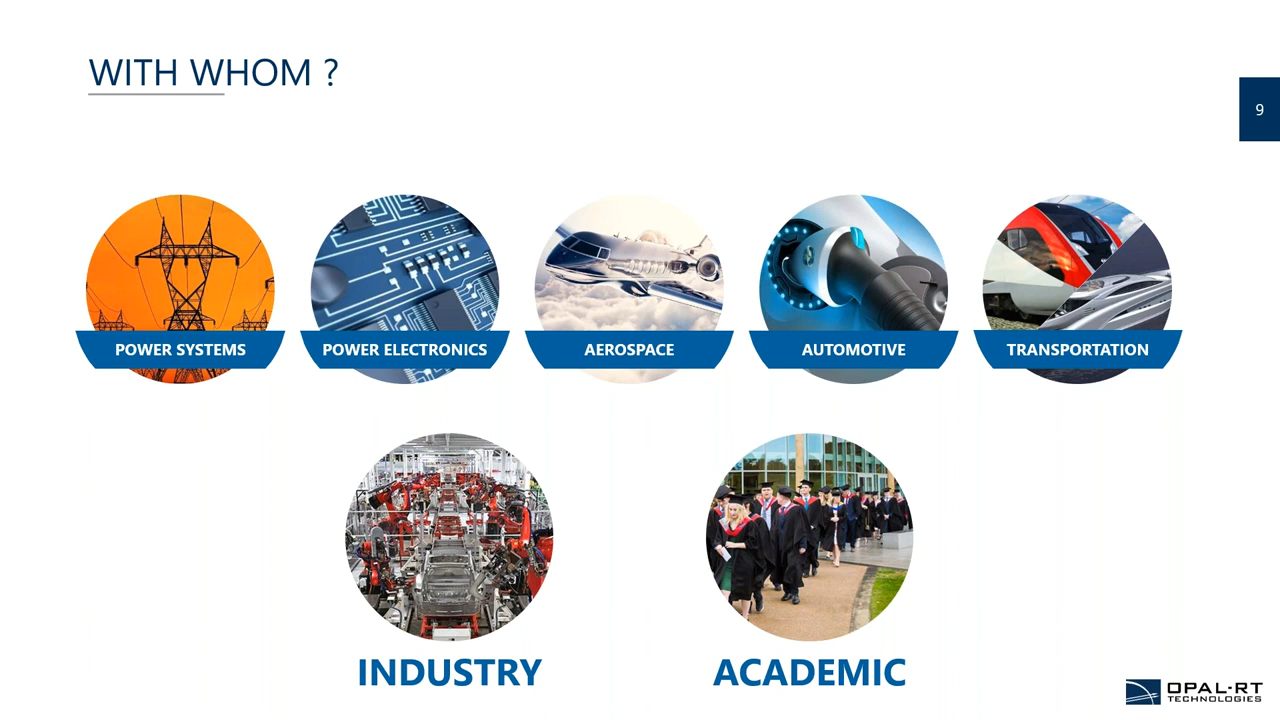 WITH WHOM ?
9
POWER SYSTEMS
POWER ELECTRONICS
AEROSPACE
AUTOMOTIVE
TRANSPORTATION
INDUSTRY
ACADEMIC
OPAL-RT
TECHNOLOGIES